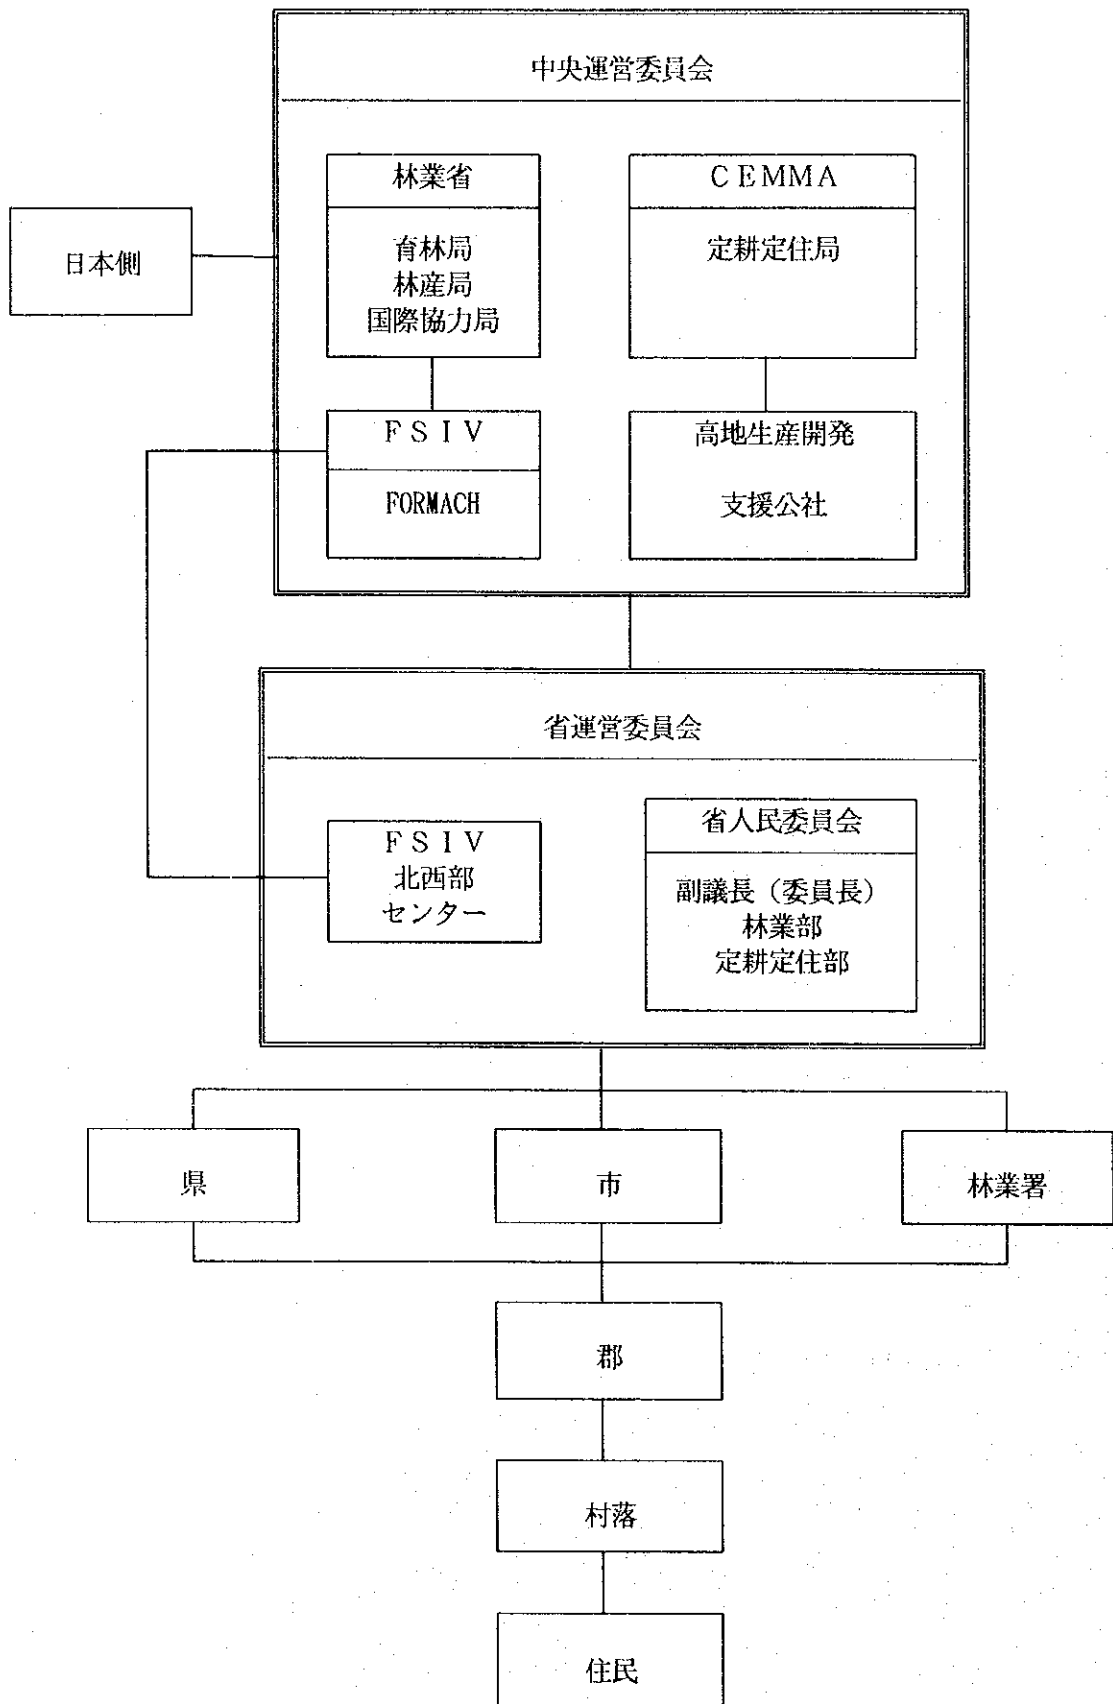 中央運営委員会
林業省
育林局
林産局
国際協力局
ＣＥＭＭＡ
定耕定住局
日本側
ＦＳＩＶ
FORMACH
高地生産開発
支援公社
省運営委員会
ＦＳＩＶ
北西部
センター
省人民委員会
副議長（委員長）
林業部
定耕定住部
県
市
林業署
郡
村落
住民